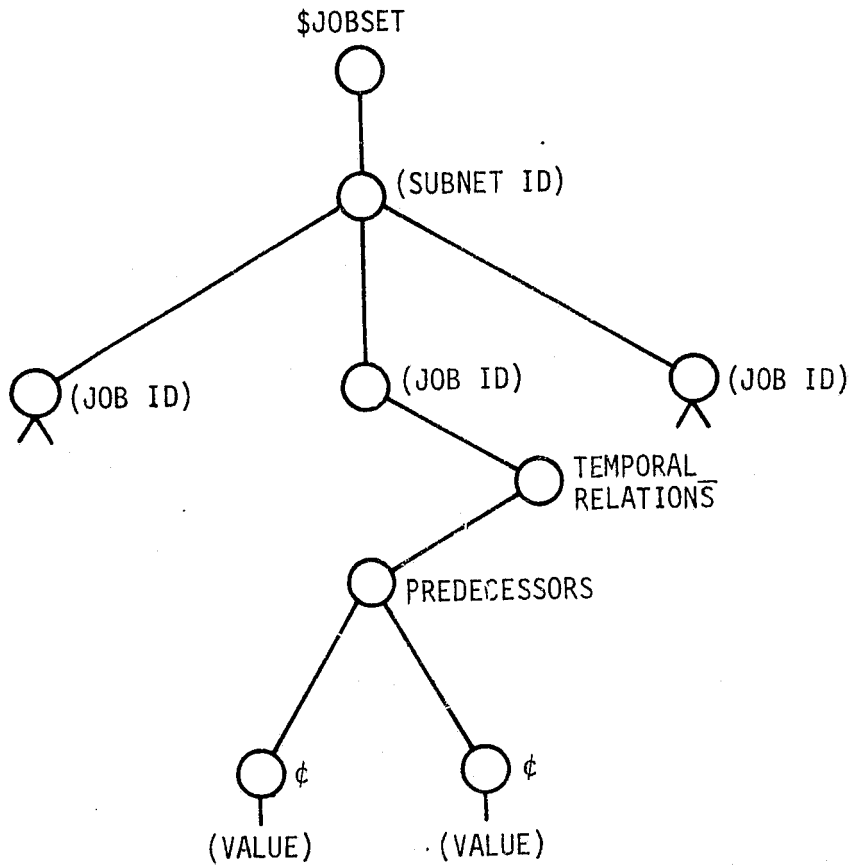 $JOBSET
(SUBNET ID)
(JOB ID)
(JOB ID)
(JOB ID)
TEMPORAL_
RELATIONS
PREDECESSORS
¢
¢
(VALUE)
(VALUE)